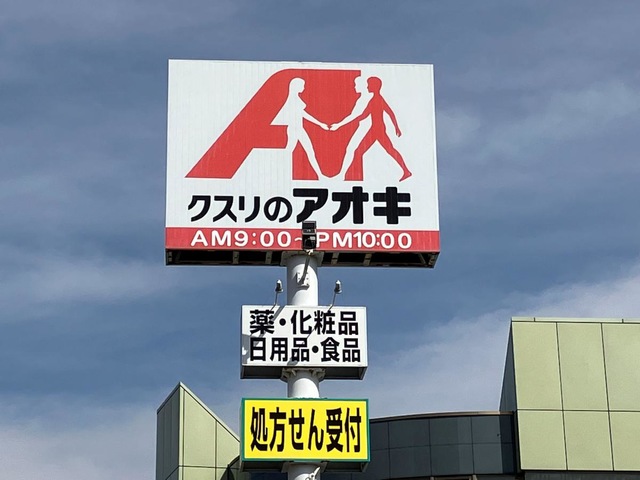 クスリのアオキ
AM9:00~PM10:00
薬・化粧品
日用品・食品
処方せん受付